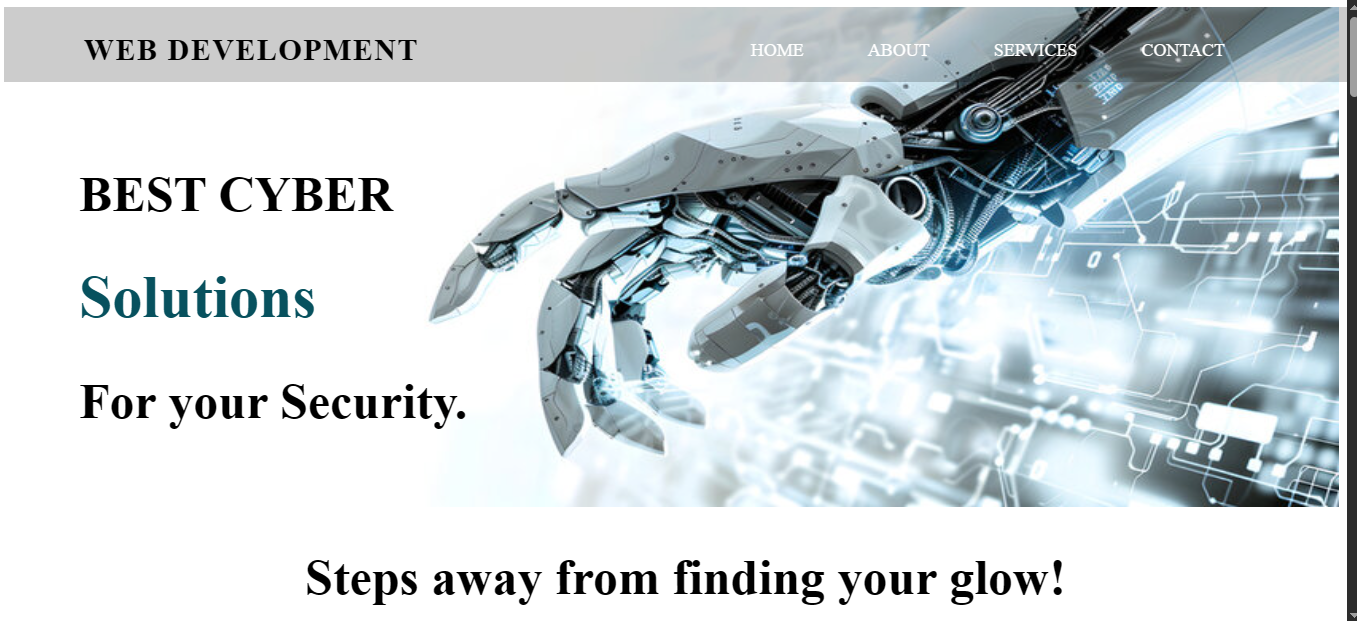 WEB DEVELOPMENT
HOME ABOUT SERVICES CONTACT
BEST CYBER
Solutions
For your Security.
Steps away from finding your glow!